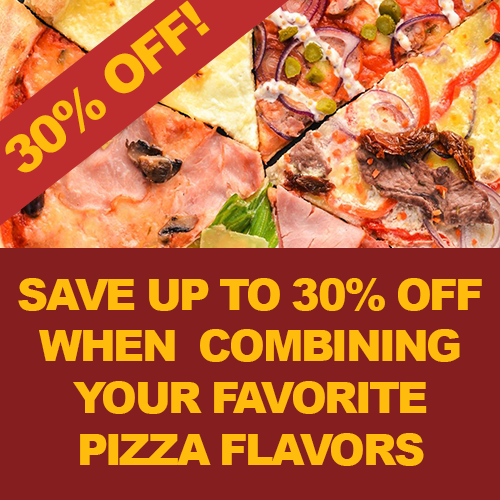 30% OFF!
SAVE UP TO 30% OFF
WHEN  COMBINING
YOUR FAVORITE
PIZZA FLAVORS